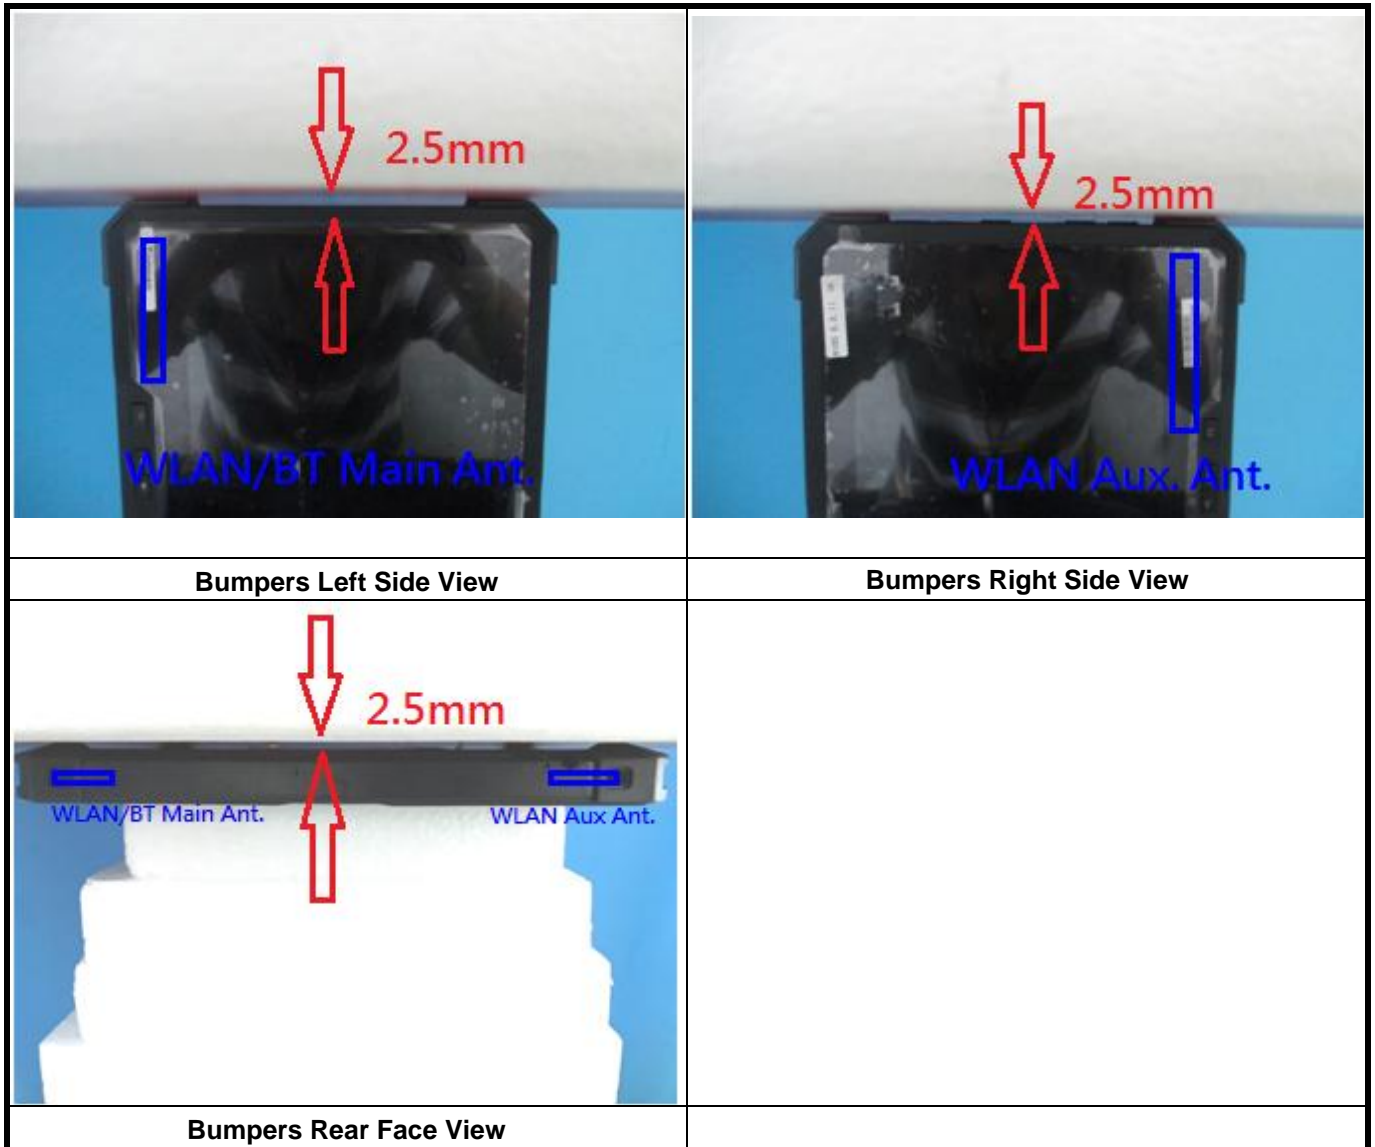 2.5mm
WLAN/BT Main Ant.
2.5mm
WLAN Aux. Ant.
Bumpers Left Side View
Bumpers Right Side View
2.5mm
WLAN/BT Main Ant.
WLAN Aux Ant.
Bumpers Rear Face View